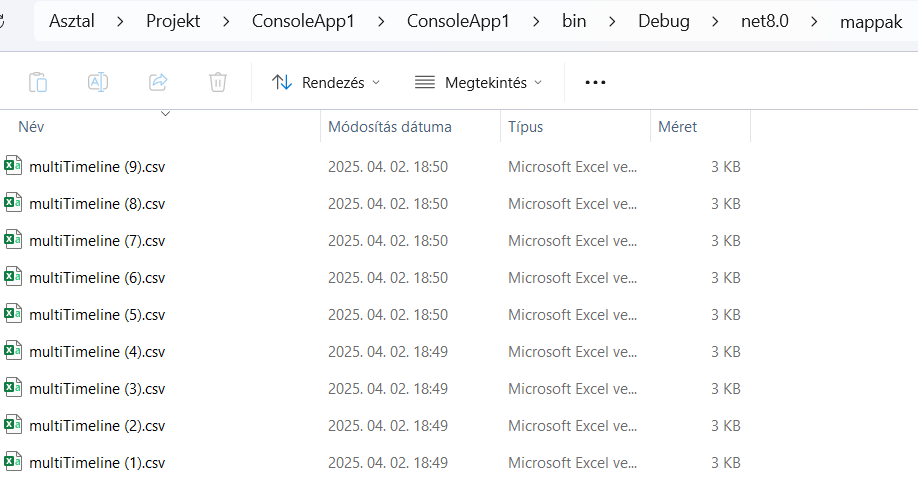 Asztal > Projekt > ConsoleApp1 > ConsoleApp1 > bin > Debug > net8.0 > mappak
Rendezés Megtekintés
Név Módosítás dátuma Típus Méret
multiTimeline (9).csv 2025. 04. 02. 18:50 Microsoft Excel ve... 3 KB
multiTimeline (8).csv 2025. 04. 02. 18:50 Microsoft Excel ve... 3 KB
multiTimeline (7).csv 2025. 04. 02. 18:50 Microsoft Excel ve... 3 KB
multiTimeline (6).csv 2025. 04. 02. 18:50 Microsoft Excel ve... 3 KB
multiTimeline (5).csv 2025. 04. 02. 18:50 Microsoft Excel ve... 3 KB
multiTimeline (4).csv 2025. 04. 02. 18:49 Microsoft Excel ve... 3 KB
multiTimeline (3).csv 2025. 04. 02. 18:49 Microsoft Excel ve... 3 KB
multiTimeline (2).csv 2025. 04. 02. 18:49 Microsoft Excel ve... 3 KB
multiTimeline (1).csv 2025. 04. 02. 18:49 Microsoft Excel ve... 3 KB